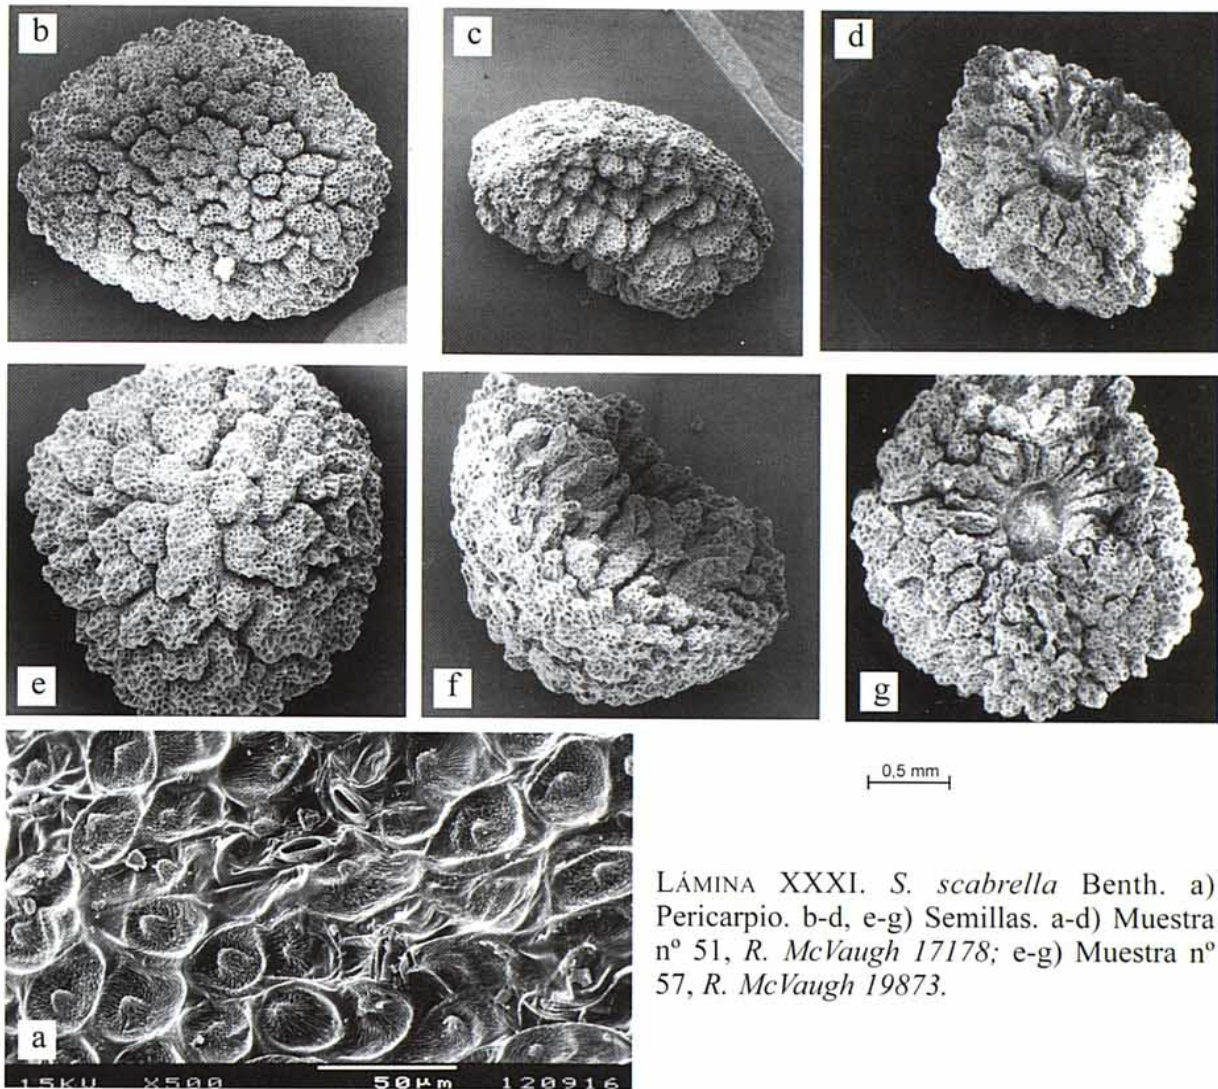 b
c
d
e
f
g
0,5 mm
a
15KU X500 50µm 120916
LÁMINA XXXI. S. scabrella Benth. a)
Pericarpio. b-d, e-g) Semillas. a-d) Muestra
nº 51, R. McVaugh 17178; e-g) Muestra nº
57, R. McVaugh 19873.